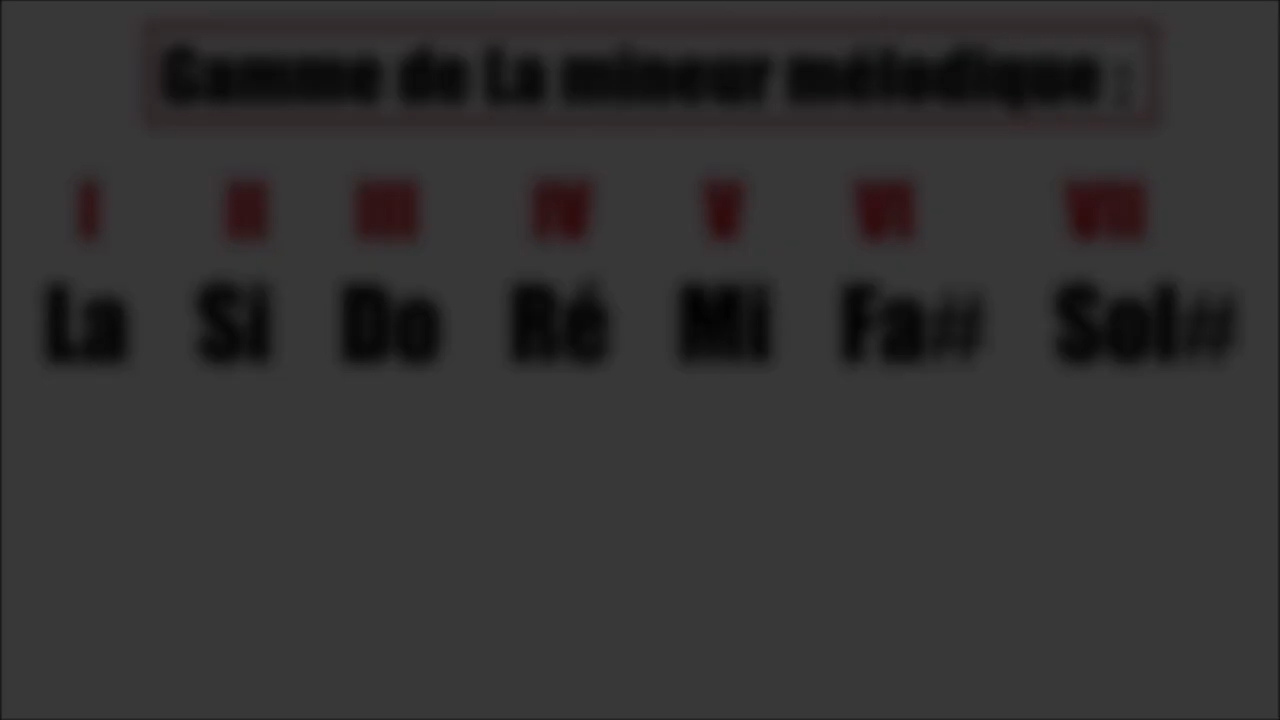 Gamme de La mineur mélodique :
I II III IV V VI VII
La Si Do Ré Mi Fa# Sol#